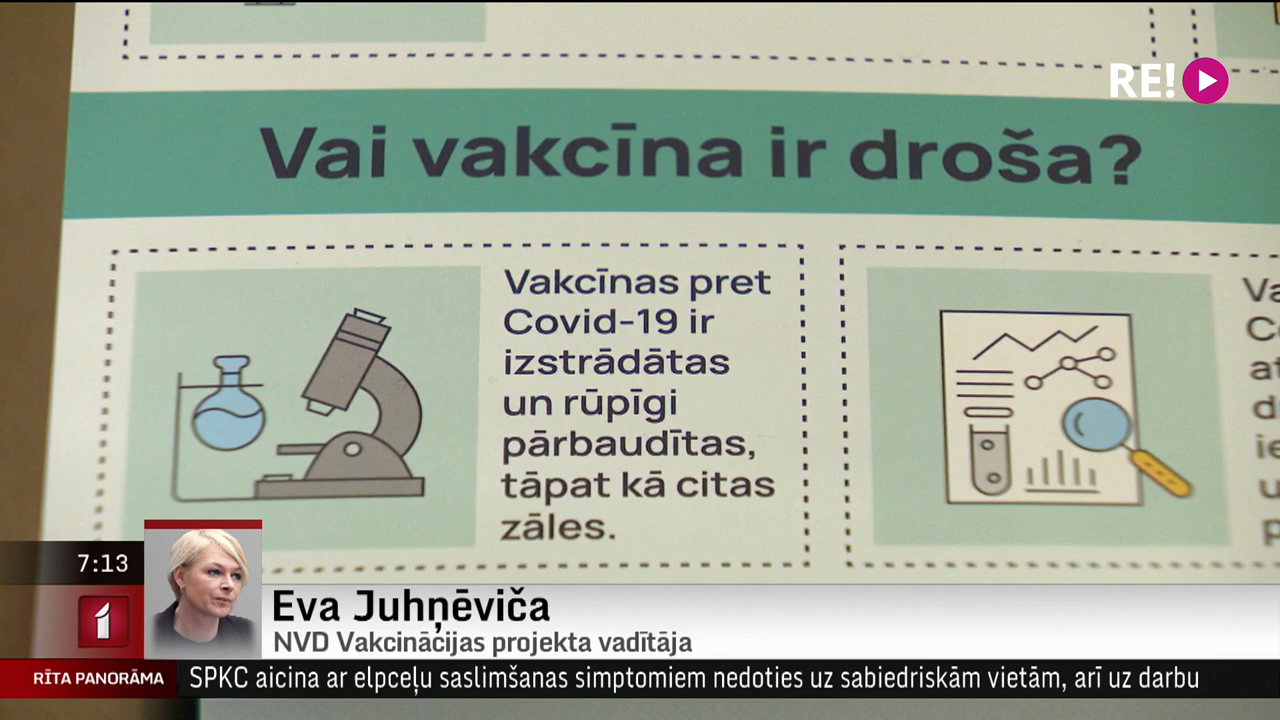 RE!
Vai vakcīna ir droša?
Vakcīnas pret
Covid-19 ir
izstrādātas
un rūpīgi
pārbaudītas,
tāpat kā citas
zāles.
7:13
1
Eva Juhņēviča
NVD Vakcinācijas projekta vadītāja
RĪTA PANORĀMA
SPKC aicina ar elpceļu saslimšanas simptomiem nedoties uz sabiedriskām vietām, arī uz darbu